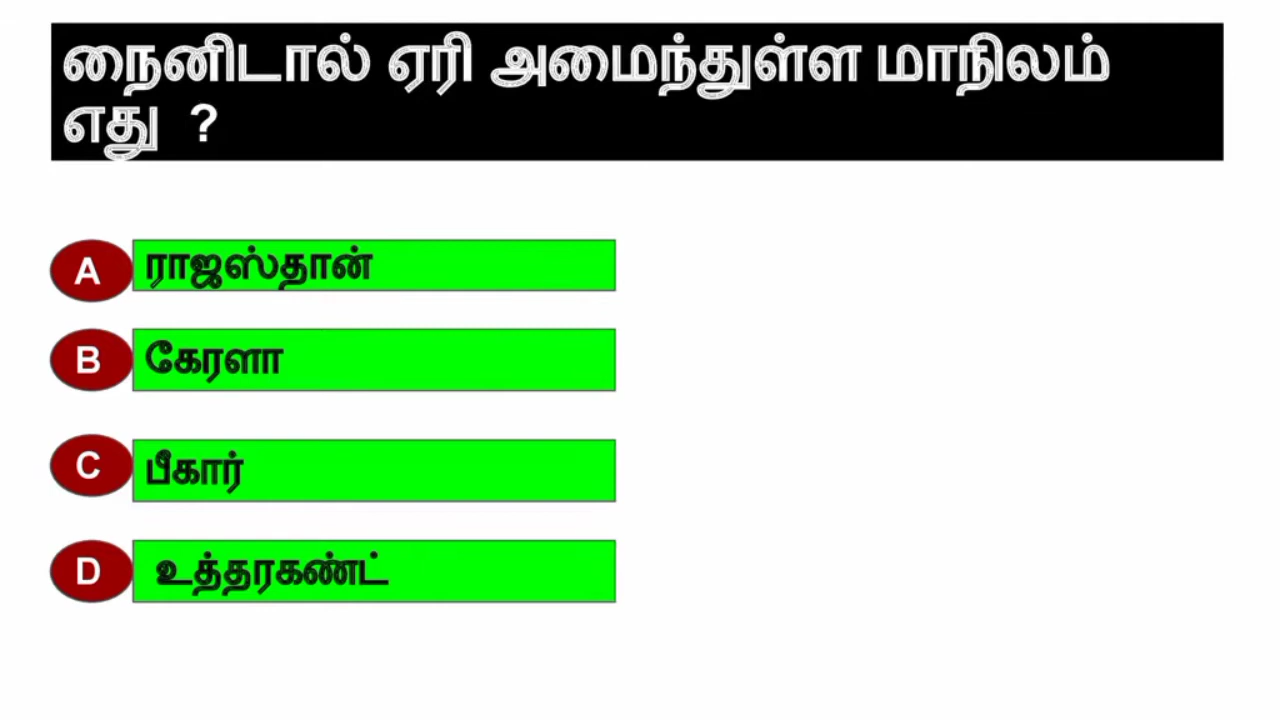 நைனிடால் ஏரி அமைந்துள்ள மாநிலம்
எது ?
A ராஜஸ்தான்
B கேரளா
C பீகார்
D உத்தரகண்ட்